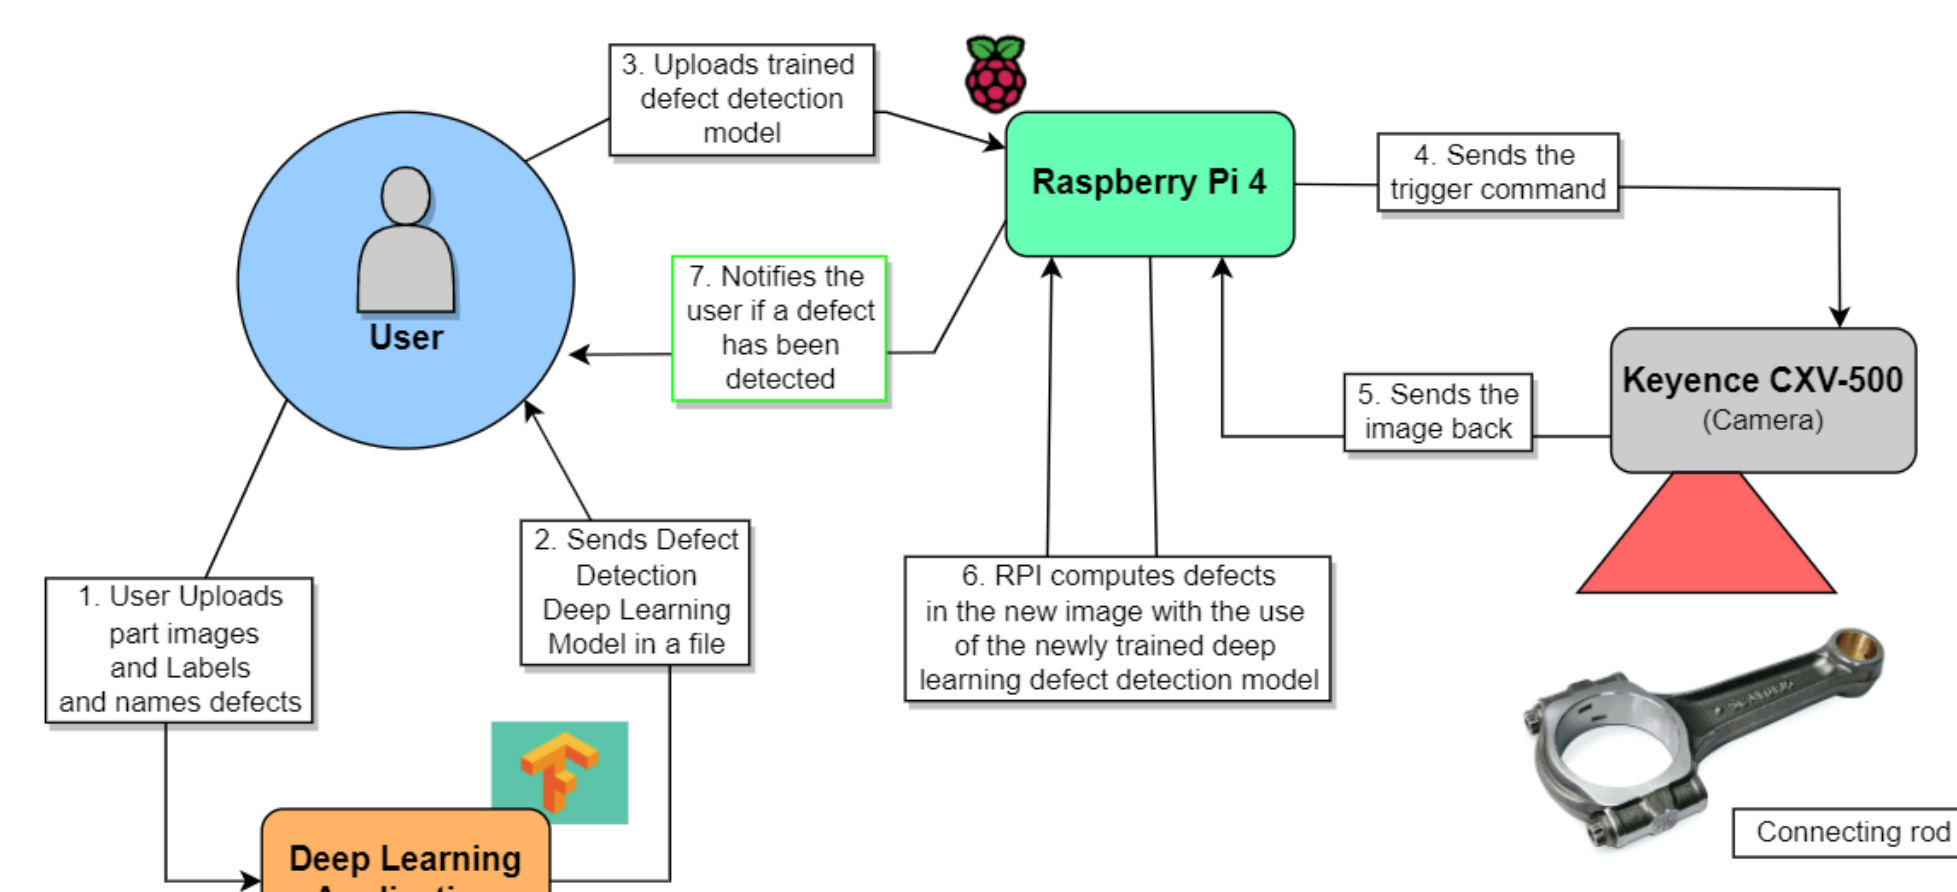 3. Uploads trained
defect detection
model
Raspberry Pi 4
4. Sends the
trigger command
User
7. Notifies the
user if a defect
has been
detected
Keyence CXV-500
(Camera)
5. Sends the
image back
1. User Uploads
part images
and Labels
and names defects
2. Sends Defect
Detection
Deep Learning
Model in a file
6. RPI computes defects
in the new image with the use
of the newly trained deep
learning defect detection model
Connecting rod
Deep Learning